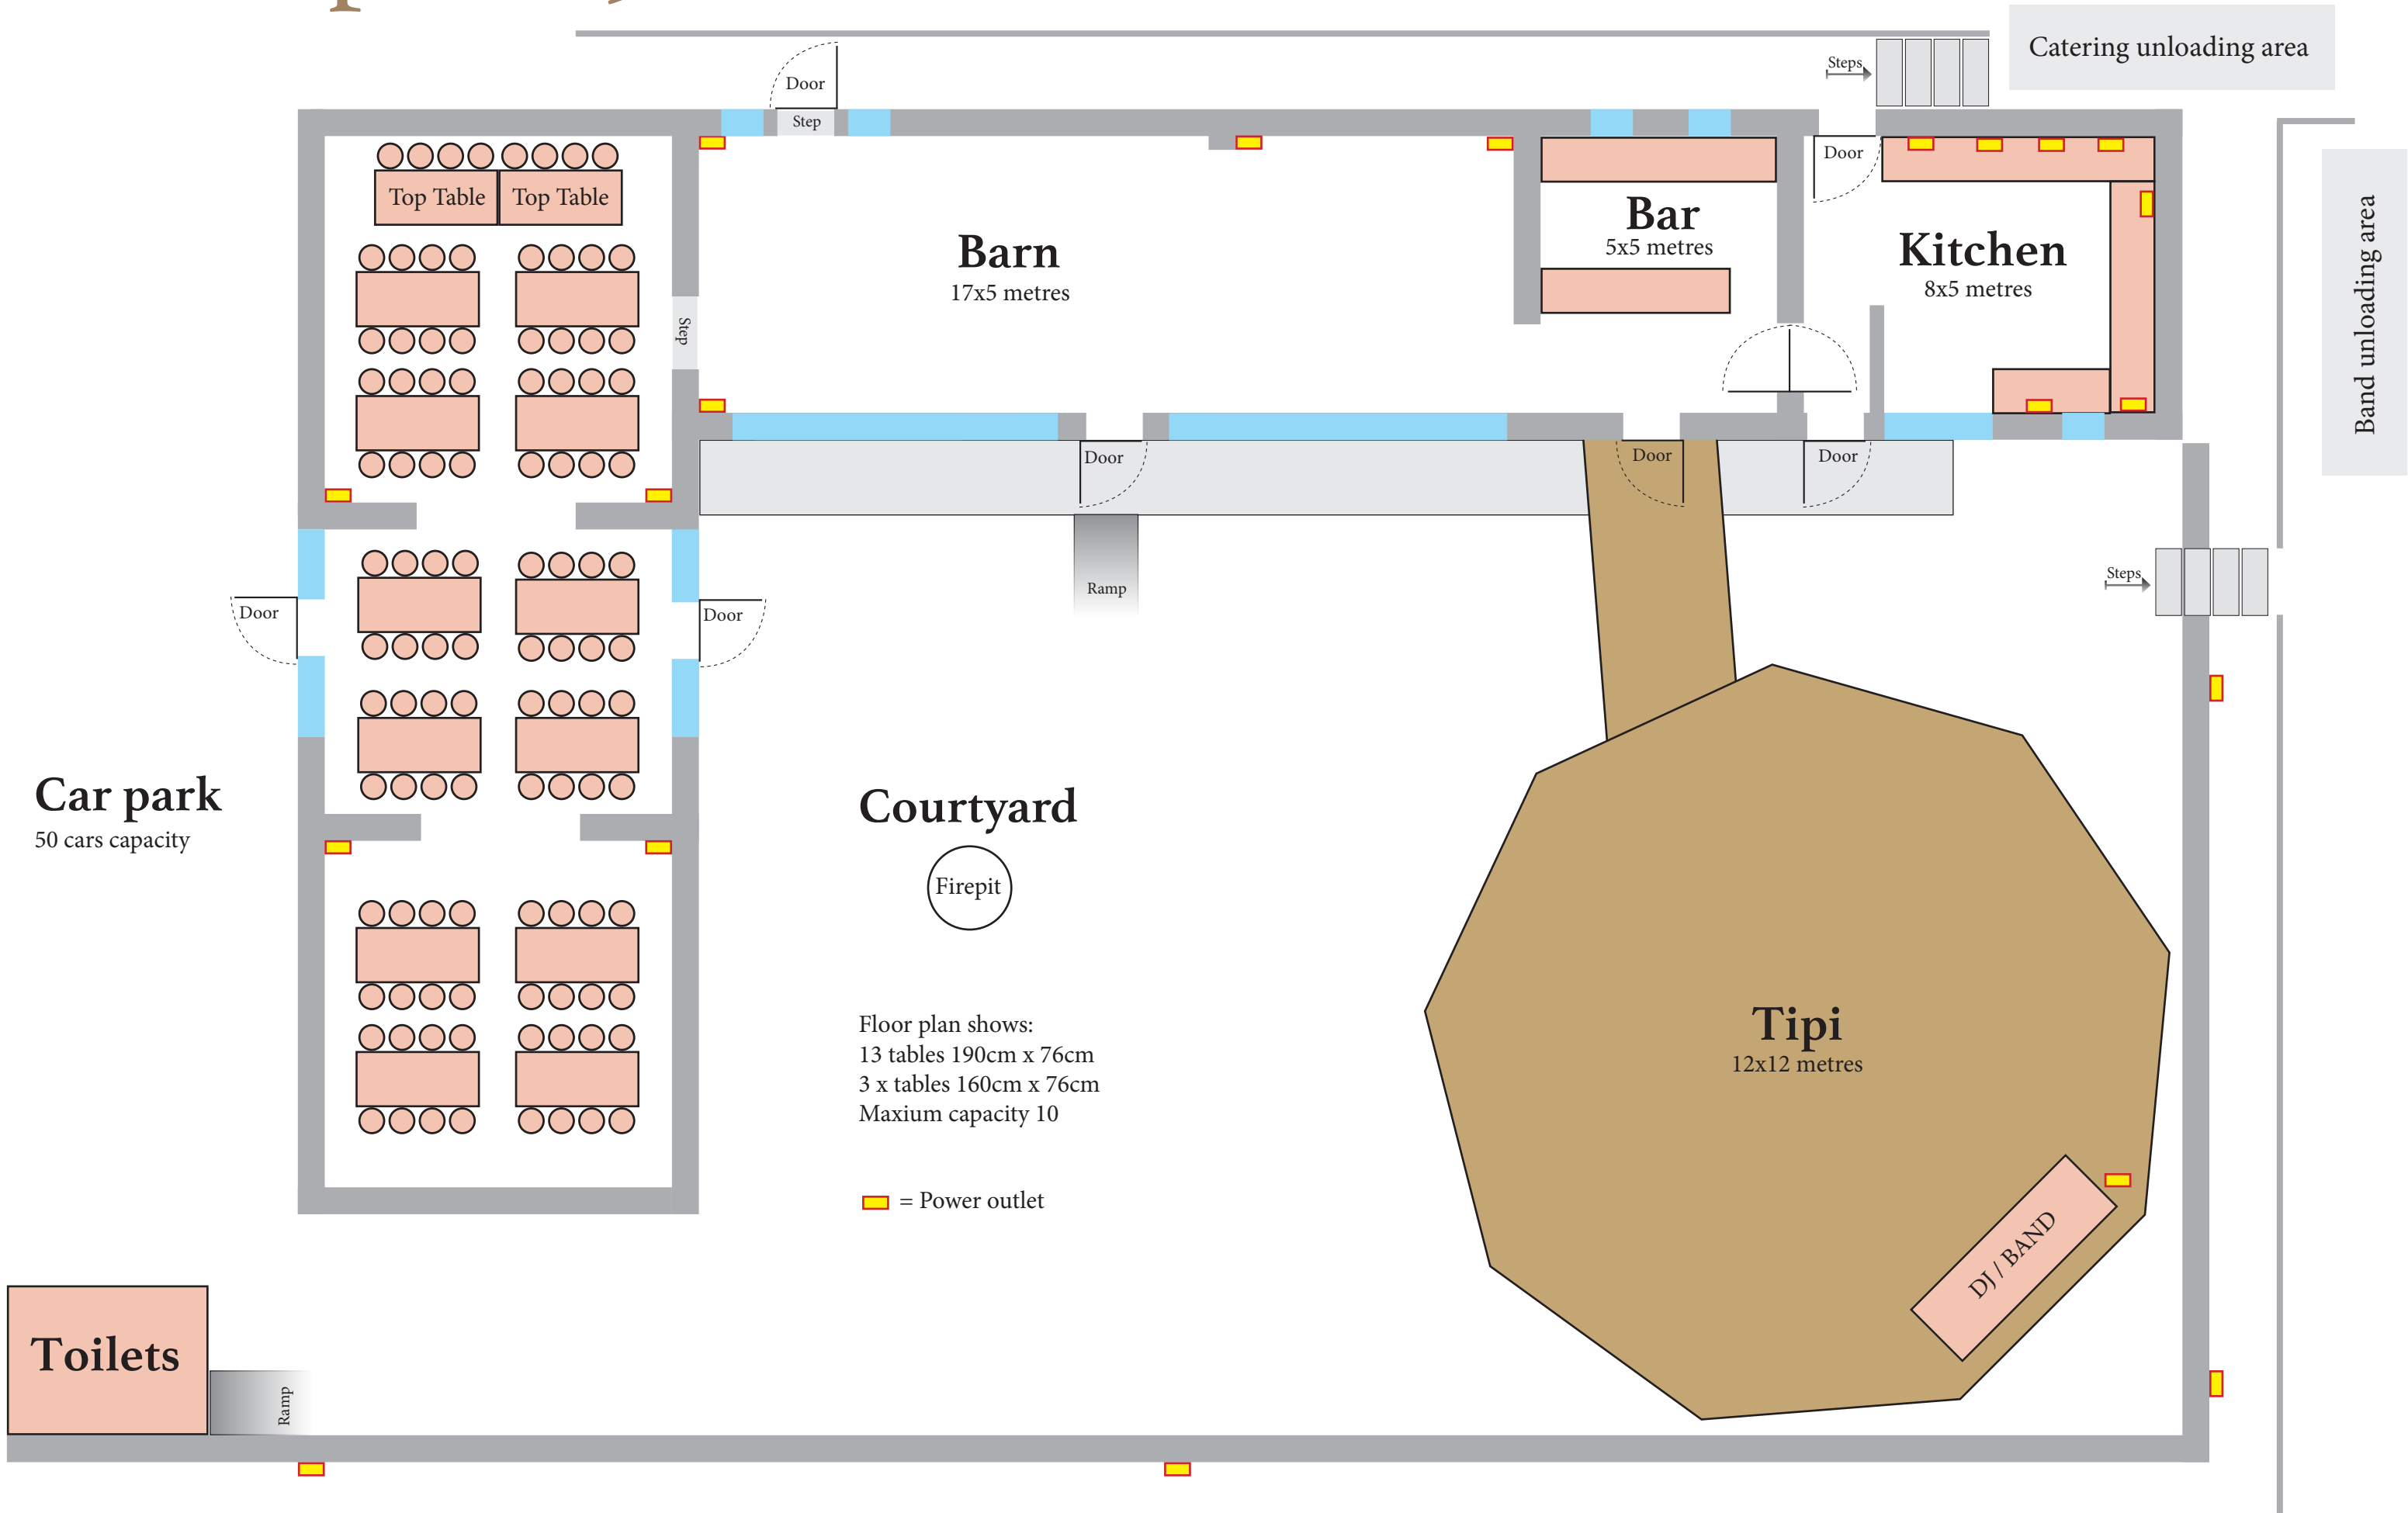 Catering unloading area
Steps
Door
Step
Door
Top Table Top Table
Band unloading area
Bar
5x5 metres
Barn
17x5 metres
Kitchen
8x5 metres
Step
Door
Door
Door
Ramp
Steps
Door
Door
Car park
50 cars capacity
Courtyard
Firepit
Tipi
12x12 metres
Floor plan shows:
13 tables 190cm x 76cm
3 x tables 160cm x 76cm
Maxium capacity 10
= Power outlet
DJ / BAND
Toilets
Ramp